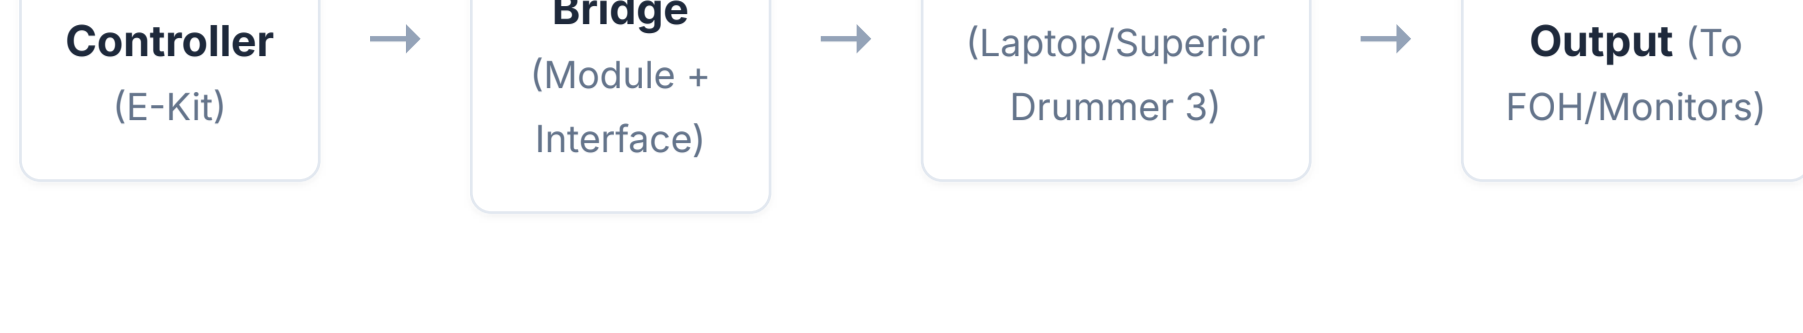 Controller
(E-Kit)
Bridge
(Module +
Interface)
(Laptop/Superior
Drummer 3)
Output (To
FOH/Monitors)